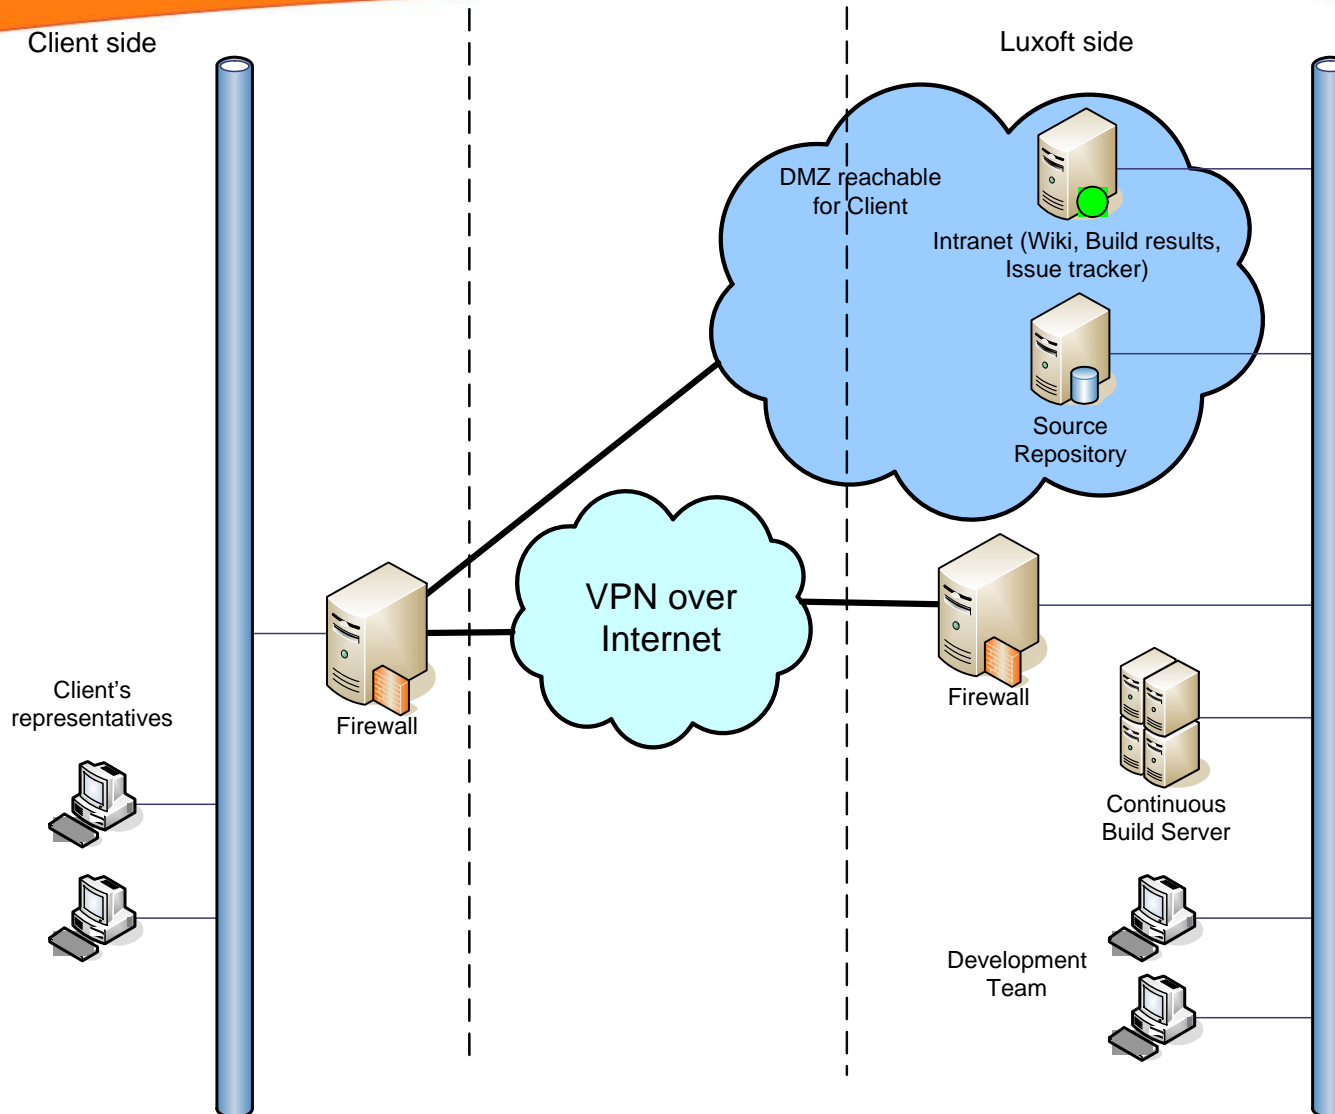 Client side
Luxoft side
DMZ reachable
for Client
Intranet (Wiki, Build results,
Issue tracker)
Source
Repository
VPN over
Internet
Firewall
Firewall
Client's
representatives
Continuous
Build Server
Development
Team